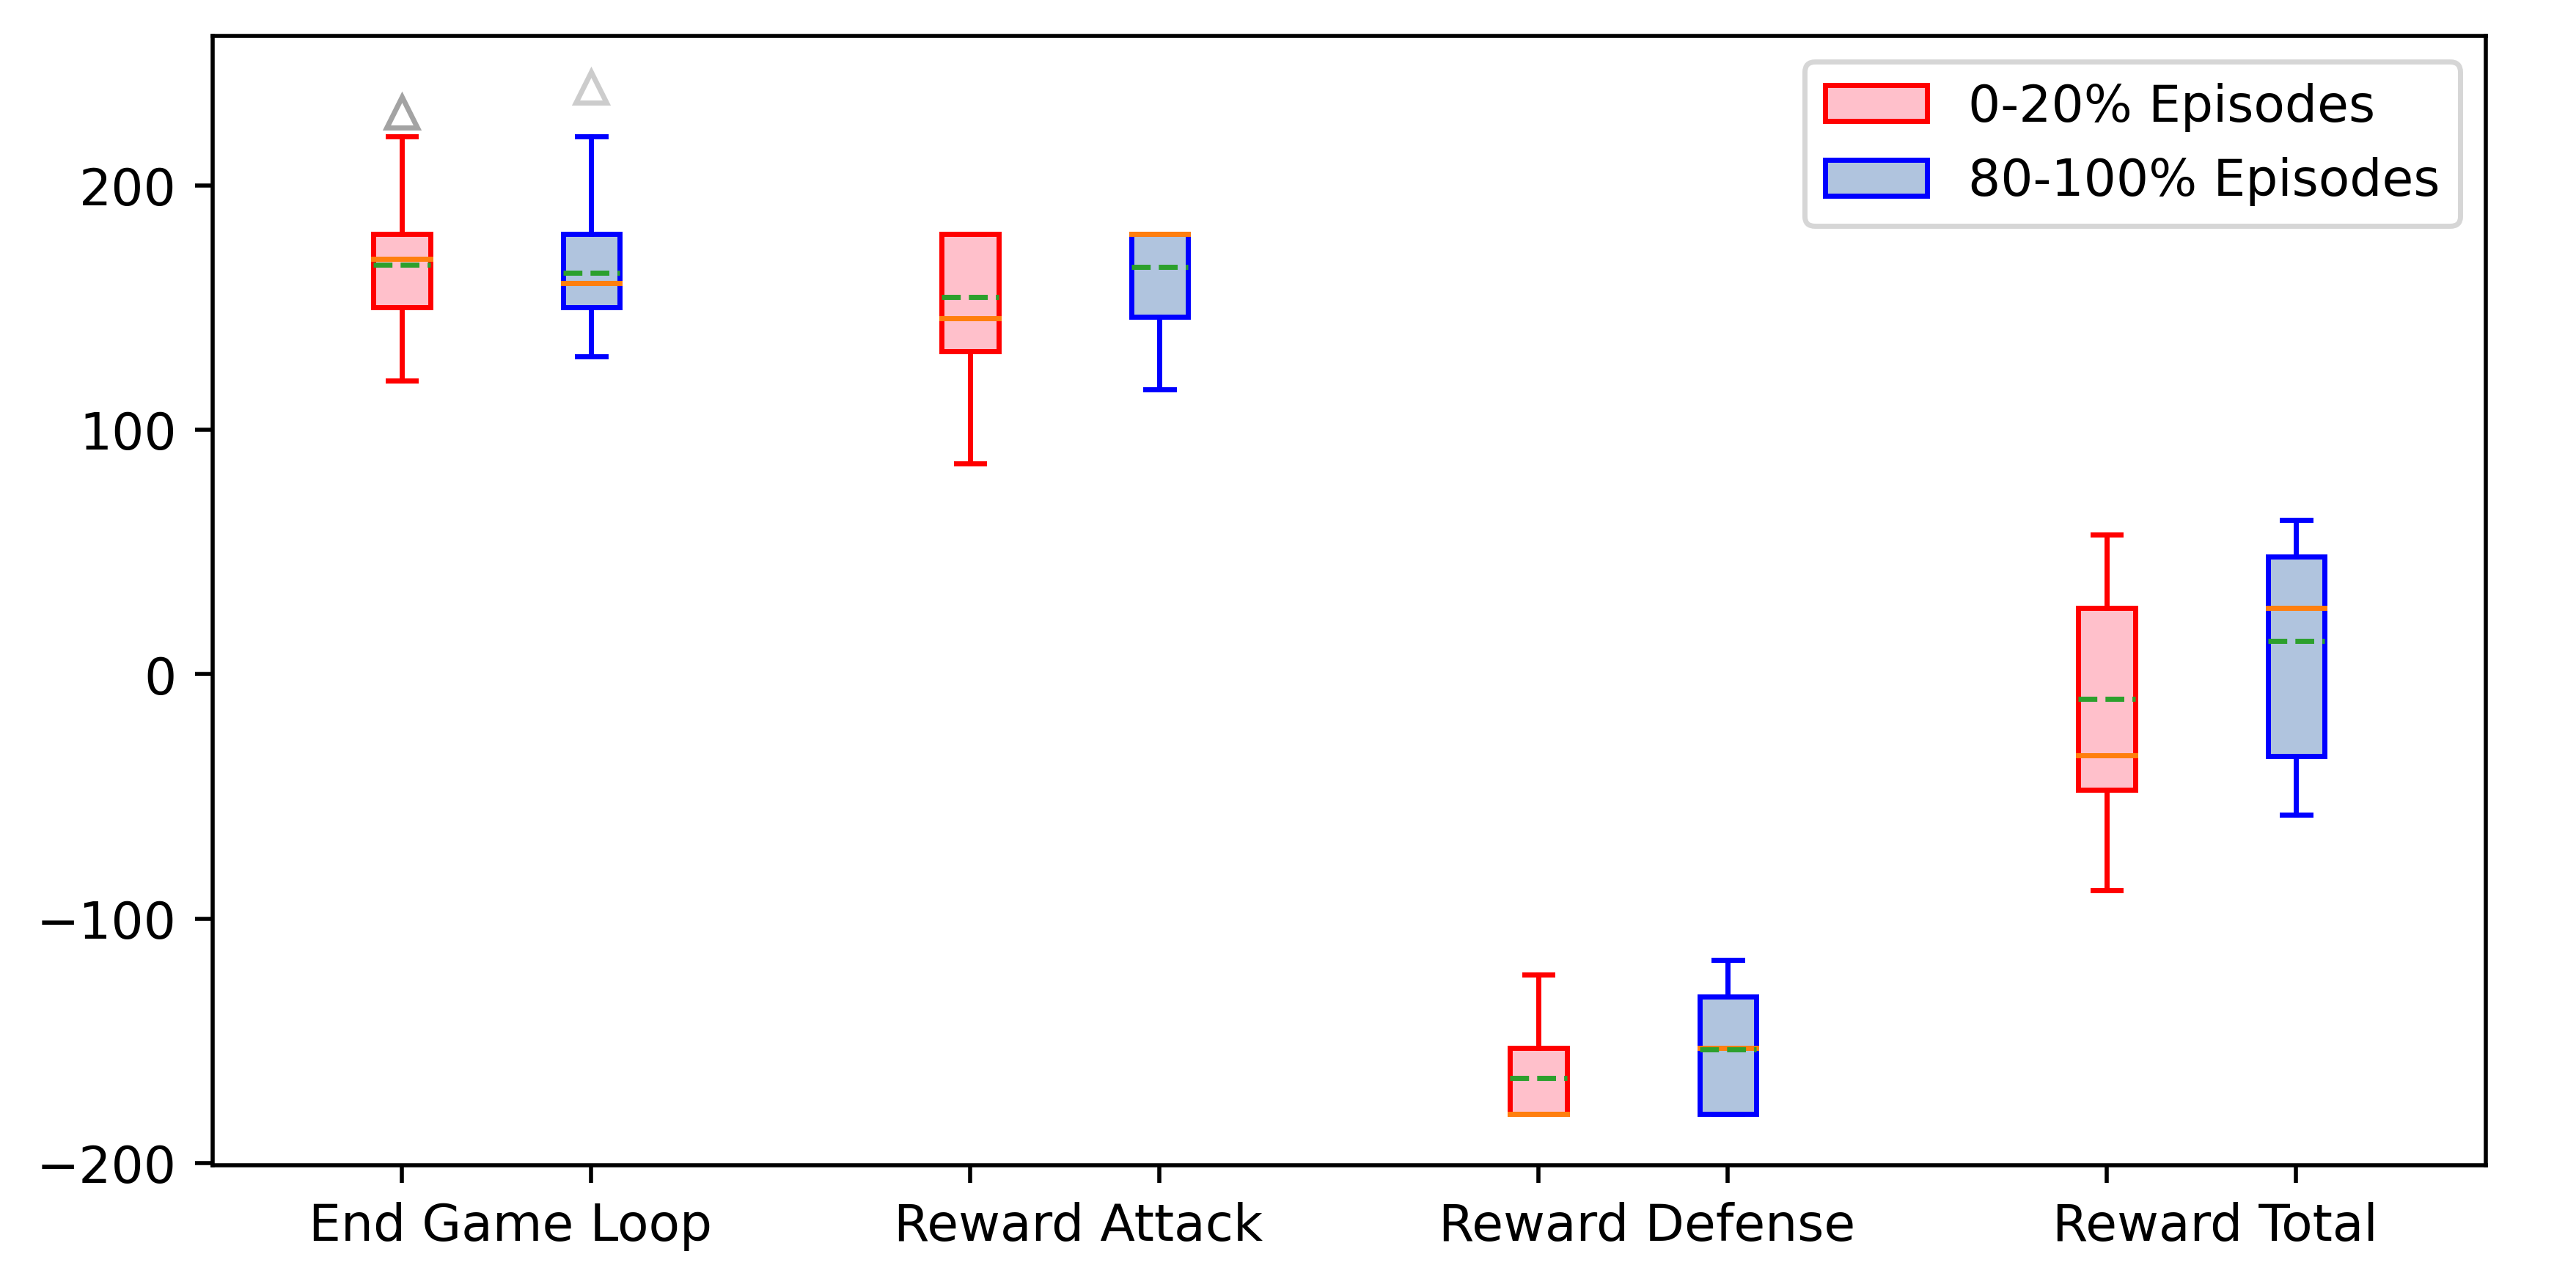 0-20% Episodes
80-100% Episodes
200
100
0
−100
−200
End Game Loop
Reward Attack
Reward Defense
Reward Total